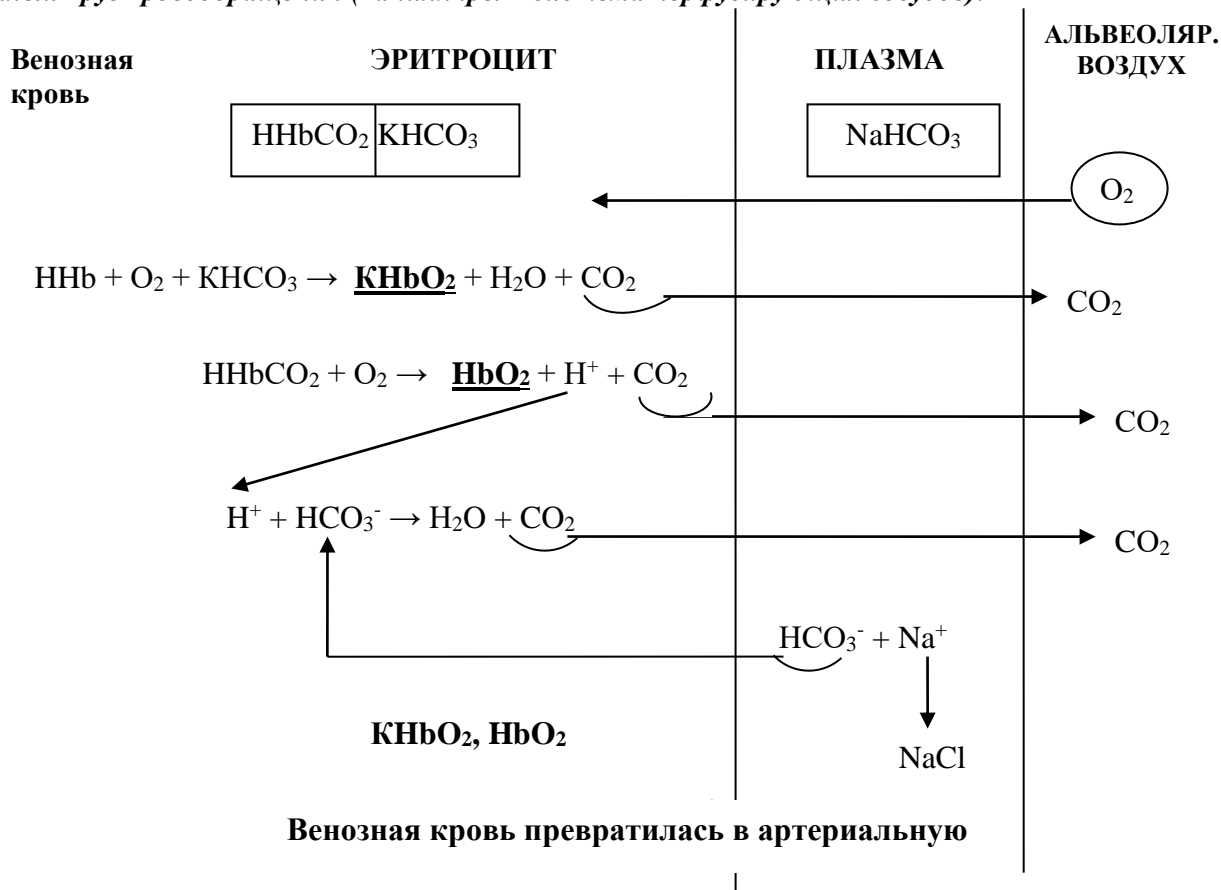 Венозная кровь
ЭРИТРОЦИТ
ПЛАЗМА
АЛЬВЕОЛЯР. ВОЗДУХ
HHbCO₂ KHCO₃
NaHCO₃
O₂
HHb + O₂ + KHCO₃ → KHbO₂ + H₂O + CO₂
CO₂
HHbCO₂ + O₂ → HbO₂ + H⁺ + CO₂
CO₂
H⁺ + HCO₃⁻ → H₂O + CO₂
CO₂
HCO₃⁻ + Na⁺
KHbO₂, HbO₂
NaCl
Венозная кровь превратилась в артериальную